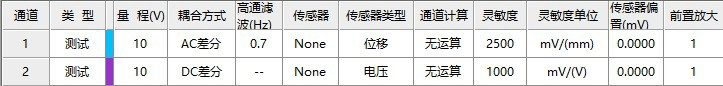 通道 类 型 量 程(V) 耦合方式 高通滤波(Hz) 传感器 传感器类型 通道计算 灵敏度 灵敏度单位 传感器偏置(mV) 前置放大
1 测试 10 AC差分 0.7 None 位移 无运算 2500 mV/(mm) 0.0000 1
2 测试 10 DC差分 -- None 电压 无运算 1000 mV/(V) 0.0000 1